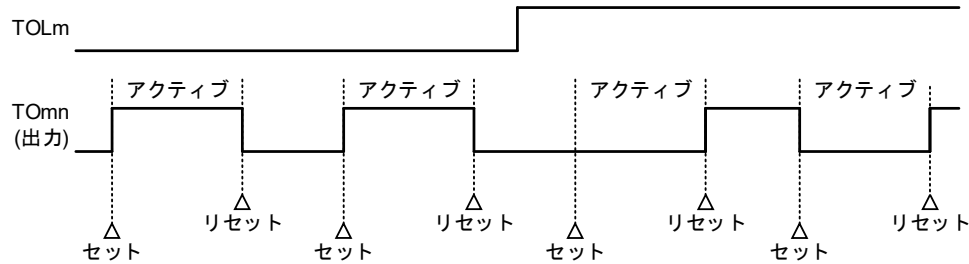 TOLm
アクティブ アクティブ アクティブ アクティブ
TOmn
(出力)
リセット リセット リセット リセット
セット セット セット セット